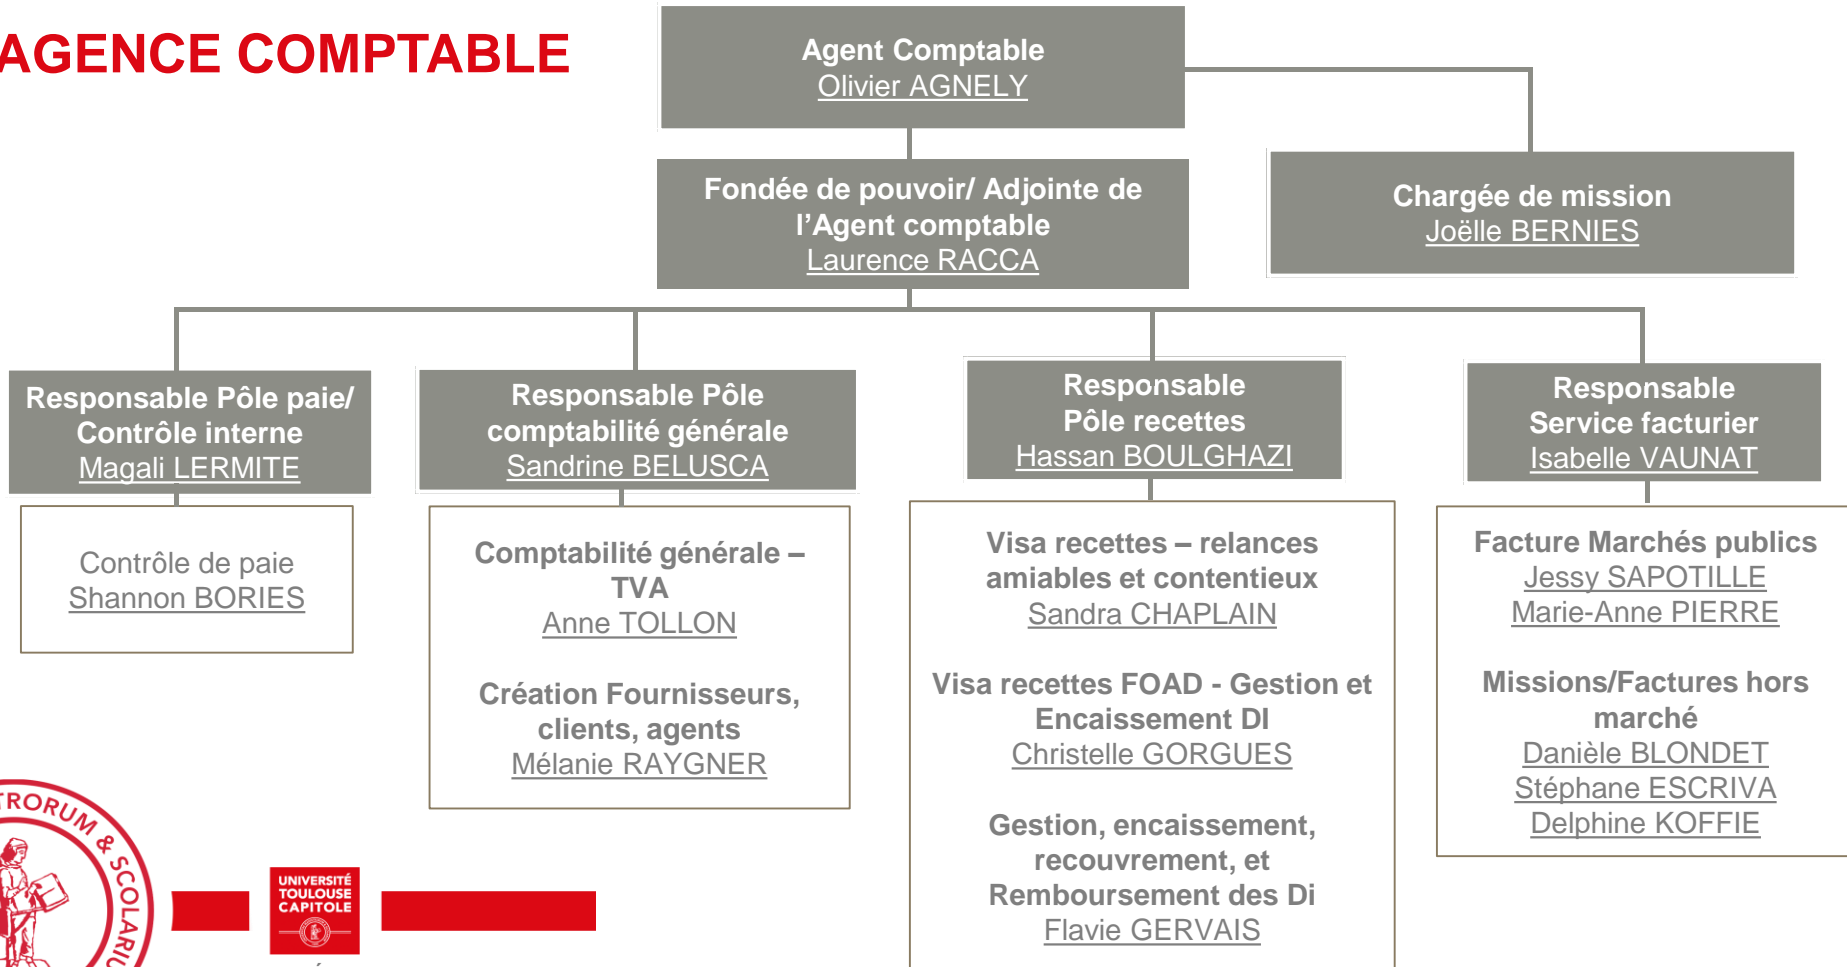 AGENCE COMPTABLE
Agent Comptable
Olivier AGNELY
Fondée de pouvoir/ Adjointe de
l’Agent comptable
Laurence RACCA
Chargée de mission
Joëlle BERNIES
Responsable Pôle paie/
Contrôle interne
Magali LERMITE
Contrôle de paie
Shannon BORIES
Responsable Pôle
comptabilité générale
Sandrine BELUSCA
Comptabilité générale –
TVA
Anne TOLLON
Création Fournisseurs,
clients, agents
Mélanie RAYGNER
Responsable
Pôle recettes
Hassan BOULGHAZI
Visa recettes – relances
amiables et contentieux
Sandra CHAPLAIN
Visa recettes FOAD - Gestion et
Encaissement DI
Christelle GORGUES
Gestion, encaissement,
recouvrement, et
Remboursement des Di
Flavie GERVAIS
Responsable
Service facturier
Isabelle VAUNAT
Facture Marchés publics
Jessy SAPOTILLE
Marie-Anne PIERRE
Missions/Factures hors
marché
Danièle BLONDET
Stéphane ESCRIVA
Delphine KOFFIE
TRORUM & SCOLARIU
UNIVERSITÉ
TOULOUSE
CAPITOLE